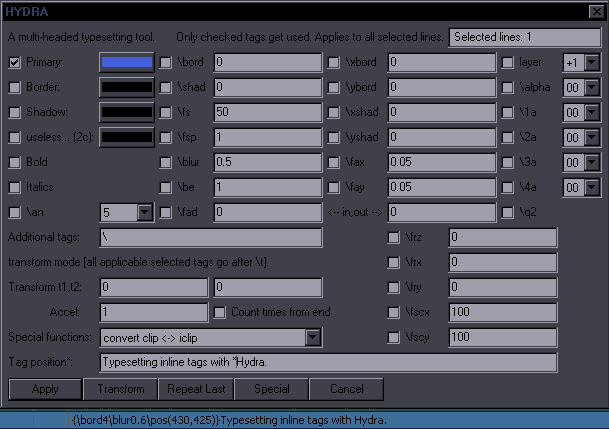 HYDRA
A multi-headed typesetting tool. Only checked tags get used. Applies to all selected lines. Selected lines: 1
Primary: \bord 0 \xbord 0 layer +1
Border: \shad 0 \ybord 0 \alpha 00
Shadow: \fs 50 \xshad 0 \1a 00
useless... (2c): \fsp 1 \yshad 0 \2a 00
Bold \blur 0.5 \fax 0.05 \3a 00
Italics \be 1 \fay 0.05 \4a 00
\an 5 \fad 0 <-- in,out --> 0 \q2
Additional tags: \ \frz 0
transform mode [all applicable selected tags go after \t] \frx 0
Transform t1,t2: 0 0 \fry 0
Accel: 1 Count times from end \fscx 100
Special functions: convert clip <-> iclip \fscy 100
Tag position*: Typesetting inline tags with *Hydra.
Apply Transform Repeat Last Special Cancel
{\bord4\blur0.6\pos(430,425)}Typesetting inline tags with Hydra.